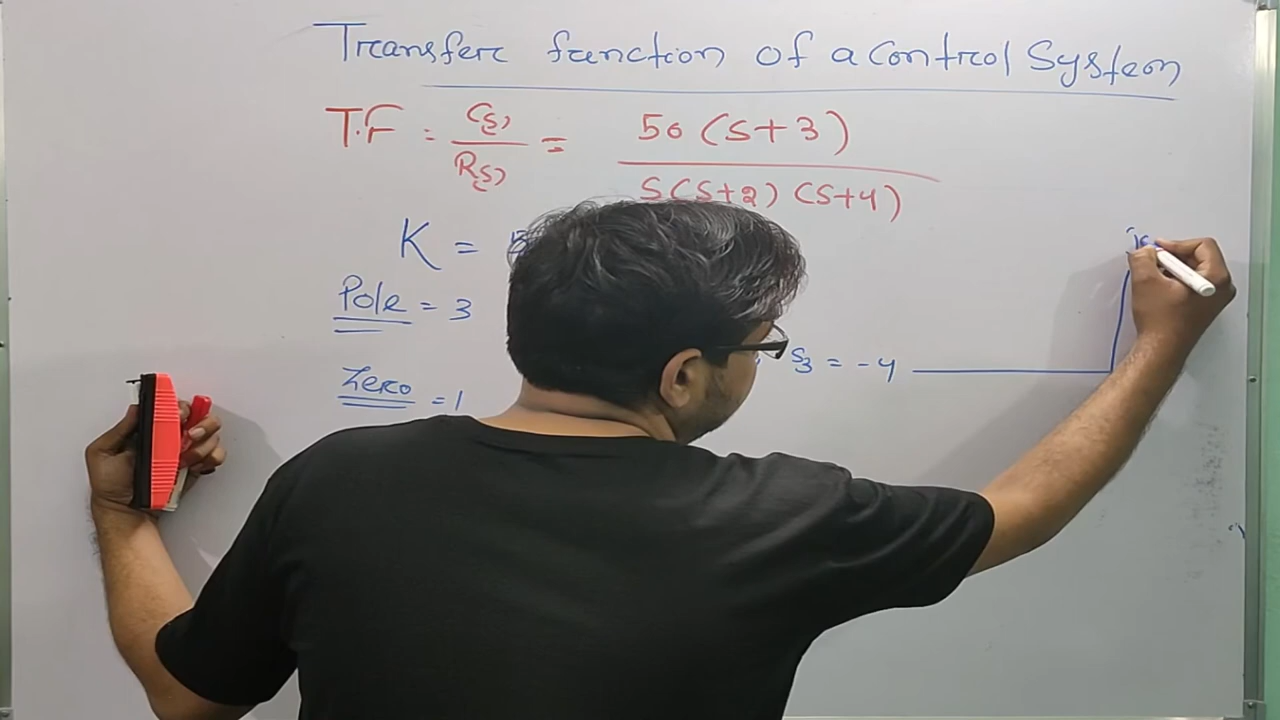 Transfer function of a Control System
T.F = C(s) / R(s) = 50 (S+3) / S(S+2) (S+4)
K =
Pole = 3
S3 = -4
Zero = 1